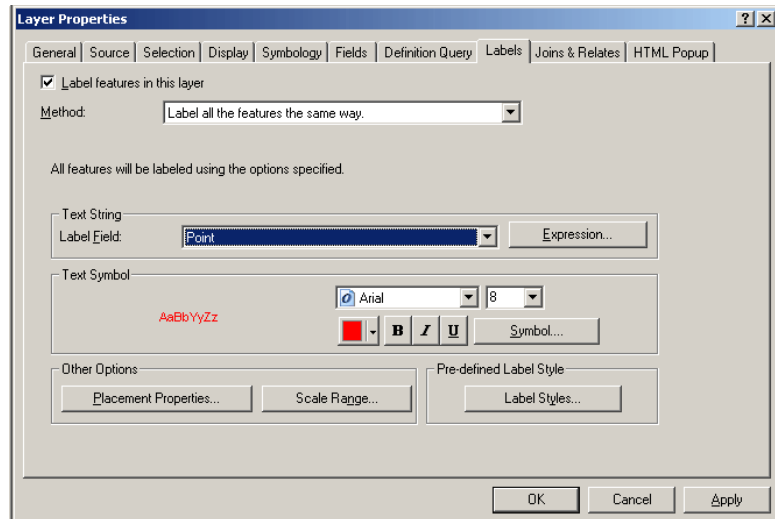 Layer Properties
? X
General Source Selection Display Symbology Fields Definition Query Labels Joins & Relates HTML Popup
Label features in this layer
Method: Label all the features the same way.
All features will be labeled using the options specified.
Text String
Label Field: Point Expression...
Text Symbol
AaBbYyZz
O Arial 8
B I U Symbol....
Other Options Pre-defined Label Style
Placement Properties... Scale Range... Label Styles...
OK Cancel Apply